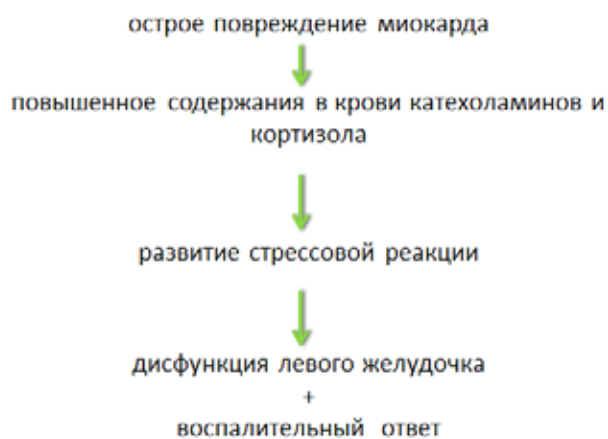 острое повреждение миокарда
повышенное содержания в крови катехоламинов и
кортизола
развитие стрессовой реакции
дисфункция левого желудочка
+
воспалительный ответ